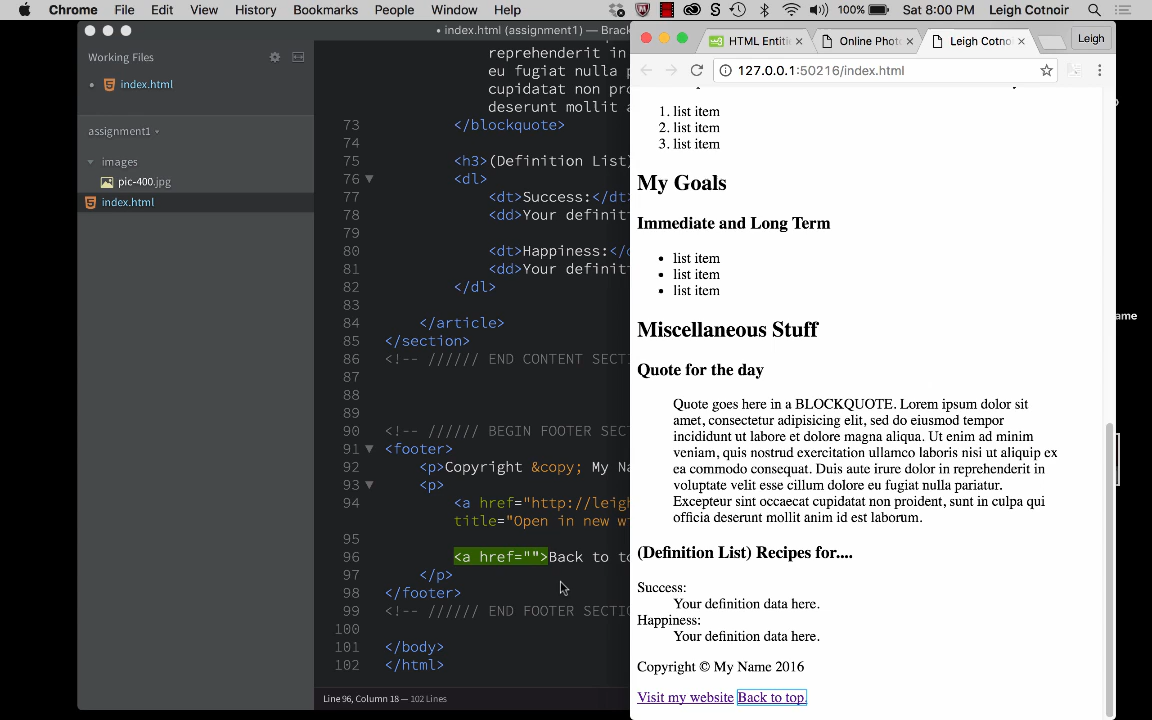 Chrome File Edit View History Bookmarks People Window Help 100% Sat 8:00 PM Leigh Cotnoir
• index.html (assignment1) — Brack
Working Files
index.html
assignment1
images
pic-400.jpg
index.html
reprehenderit in
eu fugiat nulla p
cupidatat non pro
deserunt mollit a
73 </blockquote>
74
75 <h3>(Definition List)
76 <dl>
77 <dt>Success:</dt>
78 <dd>Your definit
79
80 <dt>Happiness:</d
81 <dd>Your definit
82 </dl>
83
84 </article>
85 </section>
86 <!-- ////// END CONTENT SECTI
87
88
89
90 <!-- ////// BEGIN FOOTER SECT
91 <footer>
92 <p>Copyright &copy; My Na
93 <p>
94 <a href="http://leigh
title="Open in new wi
95
96 <a href="">Back to to
97 </p>
98 </footer>
99 <!-- ////// END FOOTER SECTIO
100
101 </body>
102 </html>
Line 96, Column 18 — 102 Lines
HTML Entiti Online Phot Leigh Cotno Leigh
127.0.0.1:50216/index.html
1. list item
2. list item
3. list item
My Goals
Immediate and Long Term
• list item
• list item
• list item
Miscellaneous Stuff
Quote for the day
Quote goes here in a BLOCKQUOTE. Lorem ipsum dolor sit
amet, consectetur adipisicing elit, sed do eiusmod tempor
incididunt ut labore et dolore magna aliqua. Ut enim ad minim
veniam, quis nostrud exercitation ullamco laboris nisi ut aliquip ex
ea commodo consequat. Duis aute irure dolor in reprehenderit in
voluptate velit esse cillum dolore eu fugiat nulla pariatur.
Excepteur sint occaecat cupidatat non proident, sunt in culpa qui
officia deserunt mollit anim id est laborum.
(Definition List) Recipes for....
Success:
Your definition data here.
Happiness:
Your definition data here.
Copyright © My Name 2016
Visit my website Back to top.
ame